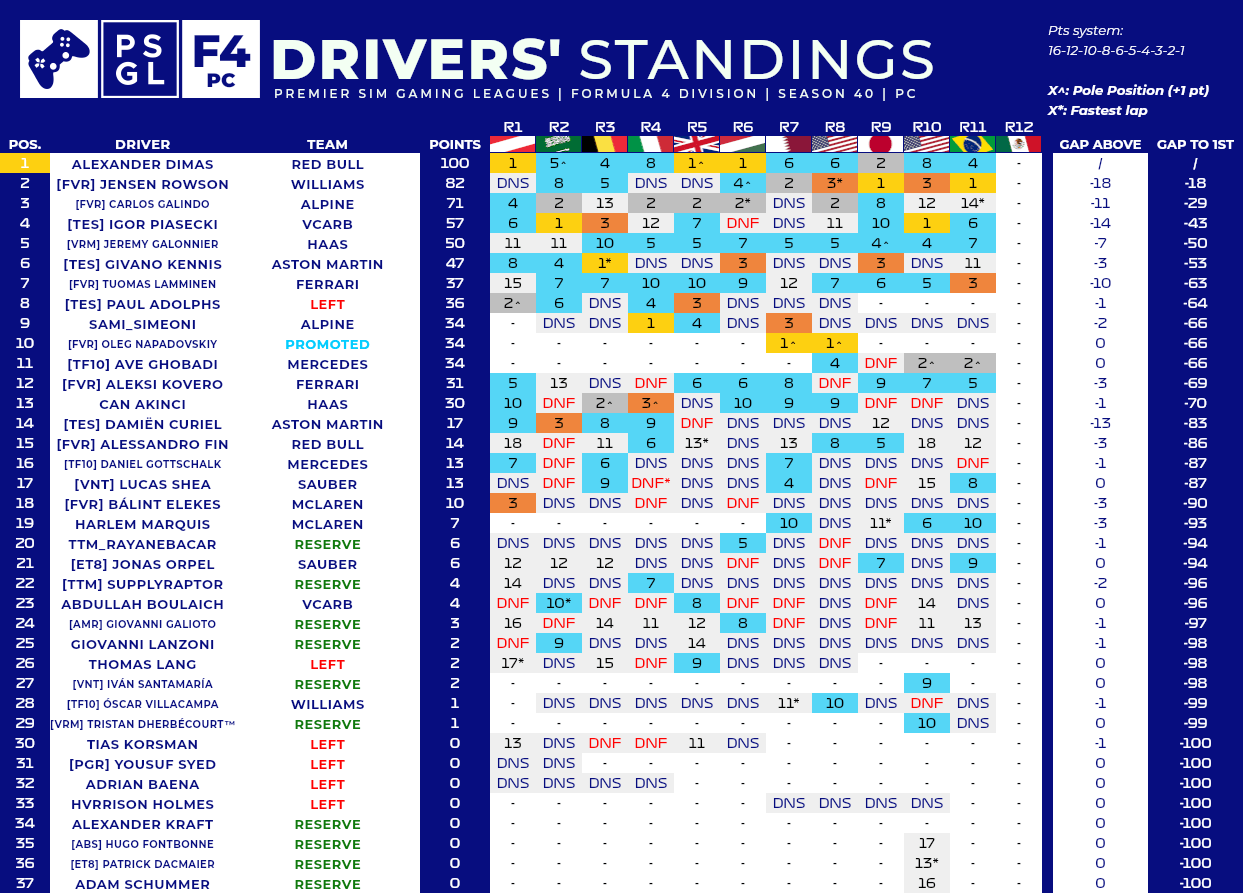 PS
GL
F4
PC
DRIVERS' STANDINGS
PREMIER SIM GAMING LEAGUES | FORMULA 4 DIVISION | SEASON 40 | PC
Pts system:
16-12-10-8-6-5-4-3-2-1
X^: Pole Position (+1 pt)
X*: Fastest lap
POS. DRIVER TEAM POINTS R1 R2 R3 R4 R5 R6 R7 R8 R9 R10 R11 R12 GAP ABOVE GAP TO 1ST
1 ALEXANDER DIMAS RED BULL 100 1 5^ 4 8 1^ 1 6 6 2 8 4 - / /
2 [FVR] JENSEN ROWSON WILLIAMS 82 DNS 8 5 DNS DNS 4^ 2 3* 1 3 1 - -18 -18
3 [FVR] CARLOS GALINDO ALPINE 71 4 2 13 2 2 2* DNS 2 8 12 14* - -11 -29
4 [TES] IGOR PIASECKI VCARB 57 6 1 3 12 7 DNF DNS 11 10 1 6 - -14 -43
5 [VRM] JEREMY GALONNIER HAAS 50 11 11 10 5 5 7 5 5 4^ 4 7 - -7 -50
6 [TES] GIVANO KENNIS ASTON MARTIN 47 8 4 1* DNS DNS 3 DNS DNS 3 DNS 11 - -3 -53
7 [FVR] TUOMAS LAMMINEN FERRARI 37 15 7 7 10 10 9 12 7 6 5 3 - -10 -63
8 [TES] PAUL ADOLPHS LEFT 36 2^ 6 DNS 4 3 DNS DNS DNS - - - - -1 -64
9 SAMI_SIMEONI ALPINE 34 - DNS DNS 1 4 DNS 3 DNS DNS DNS DNS - -2 -66
10 [FVR] OLEG NAPADOVSKIY PROMOTED 34 - - - - - - 1^ 1^ - - - - 0 -66
11 [TF10] AVE GHOBADI MERCEDES 34 - - - - - - - 4 DNF 2^ 2^ - 0 -66
12 [FVR] ALEKSI KOVERO FERRARI 31 5 13 DNS DNF 6 6 8 DNF 9 7 5 - -3 -69
13 CAN AKINCI HAAS 30 10 DNF 2^ 3^ DNS 10 9 9 DNF DNF DNS - -1 -70
14 [TES] DAMIËN CURIEL ASTON MARTIN 17 9 3 8 9 DNF DNS DNS DNS 12 DNS DNS - -13 -83
15 [FVR] ALESSANDRO FIN RED BULL 14 18 DNF 11 6 13* DNS 13 8 5 18 12 - -3 -86
16 [TF10] DANIEL GOTTSCHALK MERCEDES 13 7 DNF 6 DNS DNS DNS 7 DNS DNS DNS DNF - -1 -87
17 [VNT] LUCAS SHEA SAUBER 13 DNS DNF 9 DNF* DNS DNS 4 DNS DNF 15 8 - 0 -87
18 [FVR] BÁLINT ELEKES MCLAREN 10 3 DNS DNS DNF DNS DNF DNS DNS DNS DNS DNS - -3 -90
19 HARLEM MARQUIS MCLAREN 7 - - - - - - 10 DNS 11* 6 10 - -3 -93
20 TTM_RAYANEBACAR RESERVE 6 DNS DNS DNS DNS DNS 5 DNS DNF DNS DNS DNS - -1 -94
21 [ET8] JONAS ORPEL SAUBER 6 12 12 12 DNS DNS DNF DNS DNF 7 DNS 9 - 0 -94
22 [TTM] SUPPLYRAPTOR RESERVE 4 14 DNS DNS 7 DNS DNS DNS DNS DNS DNS DNS - -2 -96
23 ABDULLAH BOULAICH VCARB 4 DNF 10* DNF DNF 8 DNF DNF DNS DNF 14 DNS - 0 -96
24 [AMR] GIOVANNI GALIOTO RESERVE 3 16 DNF 14 11 12 8 DNF DNS DNF 11 13 - -1 -97
25 GIOVANNI LANZONI RESERVE 2 DNF 9 DNS DNS 14 DNS DNS DNS DNS DNS DNS - -1 -98
26 THOMAS LANG LEFT 2 17* DNS 15 DNF 9 DNS DNS DNS - - - - 0 -98
27 [VNT] IVÁN SANTAMARÍA RESERVE 2 - - - - - - - - - 9 - - 0 -98
28 [TF10] ÓSCAR VILLACAMPA WILLIAMS 1 - DNS DNS DNS DNS DNS 11* 10 DNS DNF DNS - -1 -99
29 [VRM] TRISTAN DHERBÉCOURT™ RESERVE 1 - - - - - - - - - 10 DNS - 0 -99
30 TIAS KORSMAN LEFT 0 13 DNS DNF DNF 11 DNS - - - - - - -1 -100
31 [PGR] YOUSUF SYED LEFT 0 DNS DNS - - - - - - - - - - 0 -100
32 ADRIAN BAENA LEFT 0 DNS DNS DNS DNS - - - - - - - - 0 -100
33 HVRRISON HOLMES LEFT 0 - - - - - - DNS DNS DNS DNS - - 0 -100
34 ALEXANDER KRAFT RESERVE 0 - - - - - - - - - - - - 0 -100
35 [ABS] HUGO FONTBONNE RESERVE 0 - - - - - - - - - 17 - - 0 -100
36 [ET8] PATRICK DACMAIER RESERVE 0 - - - - - - - - - 13* - - 0 -100
37 ADAM SCHUMMER RESERVE 0 - - - - - - - - - 16 - - 0 -100